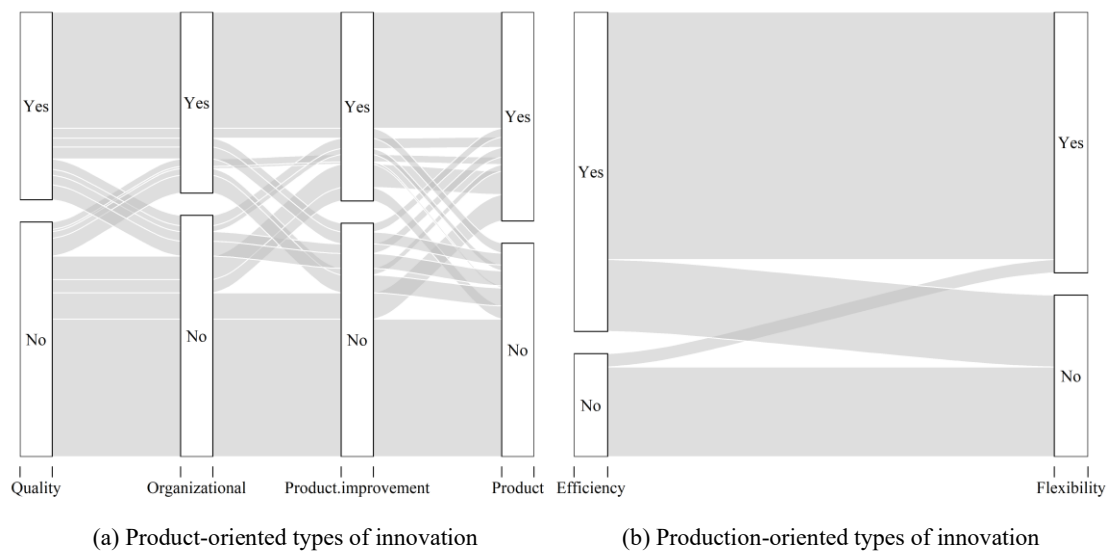 Yes Yes Yes Yes
No No No No
Quality Organizational Product.improvement Product
(a) Product-oriented types of innovation
Yes Yes
No No
Efficiency Flexibility
(b) Production-oriented types of innovation